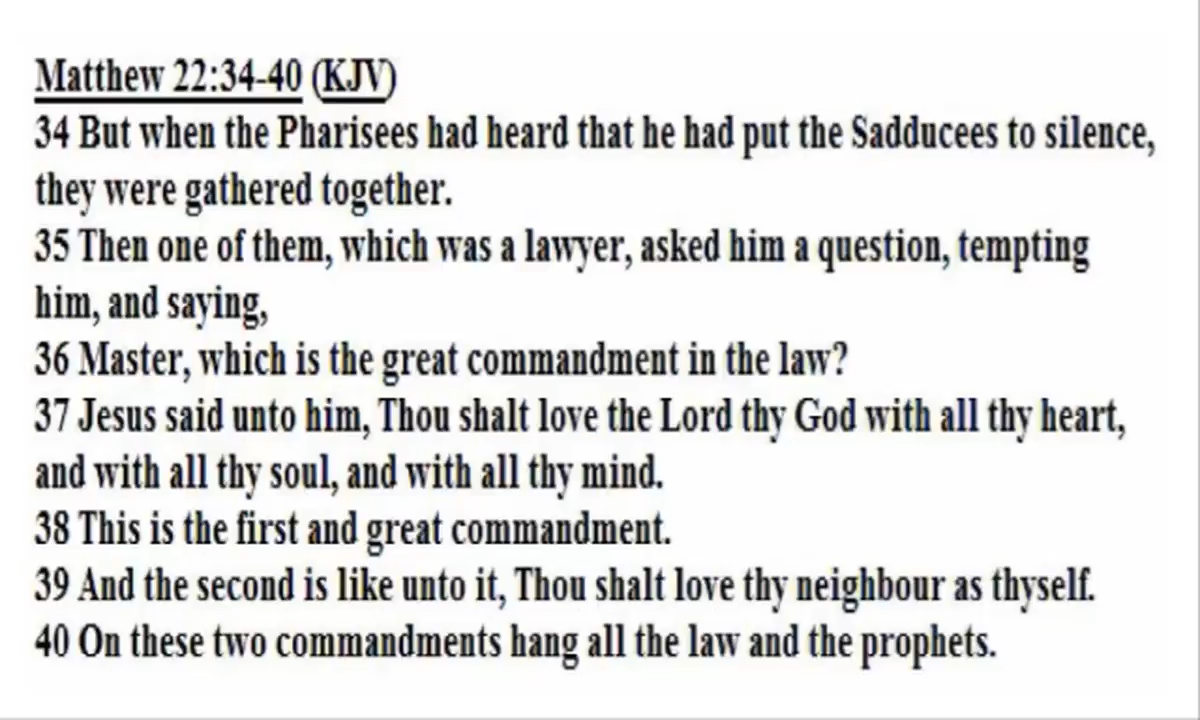 Matthew 22:34-40 (KJV)
34 But when the Pharisees had heard that he had put the Sadducees to silence,
they were gathered together.
35 Then one of them, which was a lawyer, asked him a question, tempting
him, and saying,
36 Master, which is the great commandment in the law?
37 Jesus said unto him, Thou shalt love the Lord thy God with all thy heart,
and with all thy soul, and with all thy mind.
38 This is the first and great commandment.
39 And the second is like unto it, Thou shalt love thy neighbour as thyself.
40 On these two commandments hang all the law and the prophets.